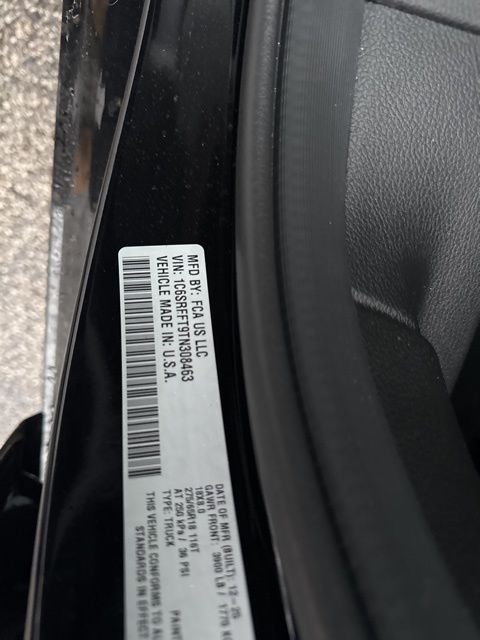 MFD BY: FCA US LLC
VIN: 1C6SRFFT9TN308463
VEHICLE MADE IN: U.S.A.
DATE OF MFR (BUILT): 12-25
GAWR FRONT: 3900 LB / 1770
18X8.0
275/65R18 116T
AT 250 kPa / 36 PSI
TYPE: TRUCK
THIS VEHICLE CONFORMS TO
STANDARDS IN EFFECT